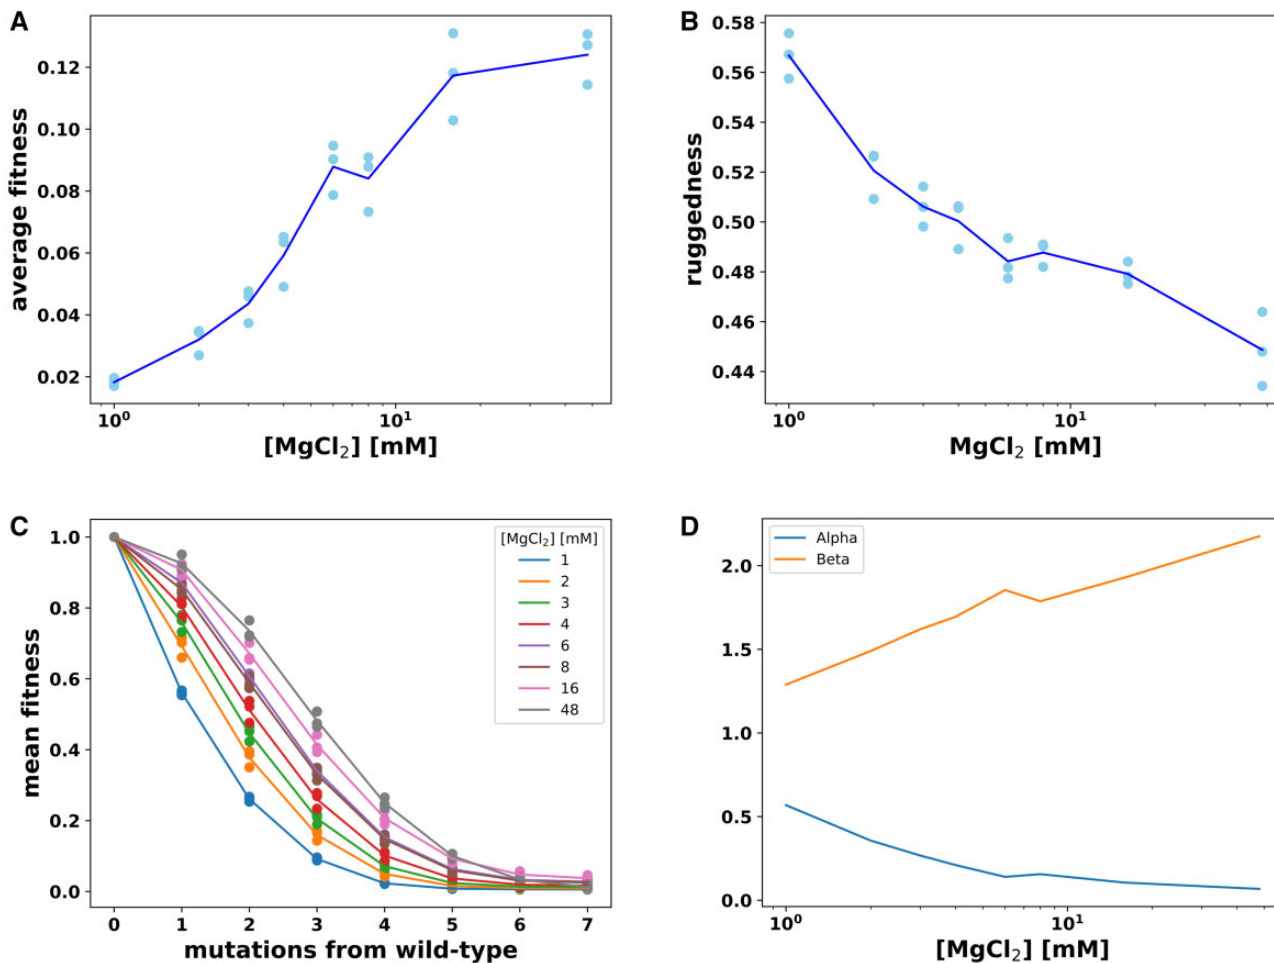 A
0.12
0.10
0.08
0.06
0.04
0.02
average fitness
10⁰
10¹
[MgCl₂] [mM]
B
0.58
0.56
0.54
0.52
0.50
0.48
0.46
0.44
ruggedness
10⁰
10¹
MgCl₂ [mM]
C
1.0
0.8
0.6
0.4
0.2
0.0
mean fitness
[MgCl₂] [mM]
1
2
3
4
6
8
16
48
0 1 2 3 4 5 6 7
mutations from wild-type
D
Alpha
Beta
2.0
1.5
1.0
0.5
0.0
10⁰
10¹
[MgCl₂] [mM]